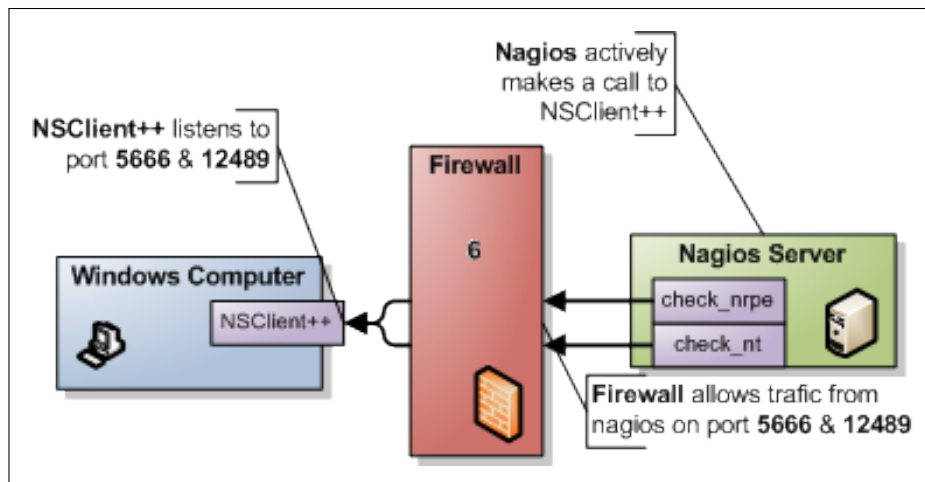 Nagios actively
makes a call to
NSClient++
NSClient++ listens to
port 5666 & 12489
Firewall
6
Windows Computer
NSClient++
Nagios Server
check_nrpe
check_nt
Firewall allows trafic from
nagios on port 5666 & 12489